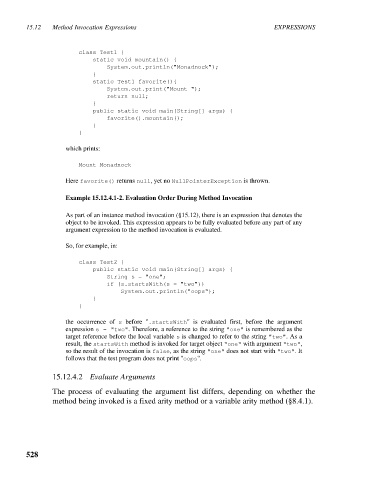 15.12 Method Invocation Expressions EXPRESSIONS
class Test1 {
static void mountain() {
System.out.println("Monadnock");
}
static Test1 favorite(){
System.out.print("Mount ");
return null;
}
public static void main(String[] args) {
favorite().mountain();
}
}
which prints:
Mount Monadnock
Here favorite() returns null, yet no NullPointerException is thrown.
Example 15.12.4.1-2. Evaluation Order During Method Invocation
As part of an instance method invocation (§15.12), there is an expression that denotes the
object to be invoked. This expression appears to be fully evaluated before any part of any
argument expression to the method invocation is evaluated.
So, for example, in:
class Test2 {
public static void main(String[] args) {
String s = "one";
if (s.startsWith(s = "two"))
System.out.println("oops");
}
}
the occurrence of s before ".startsWith" is evaluated first, before the argument
expression s = "two". Therefore, a reference to the string "one" is remembered as the
target reference before the local variable s is changed to refer to the string "two". As a
result, the startsWith method is invoked for target object "one" with argument "two",
so the result of the invocation is false, as the string "one" does not start with "two". It
follows that the test program does not print "oops".
15.12.4.2 Evaluate Arguments
The process of evaluating the argument list differs, depending on whether the
method being invoked is a fixed arity method or a variable arity method (§8.4.1).
528